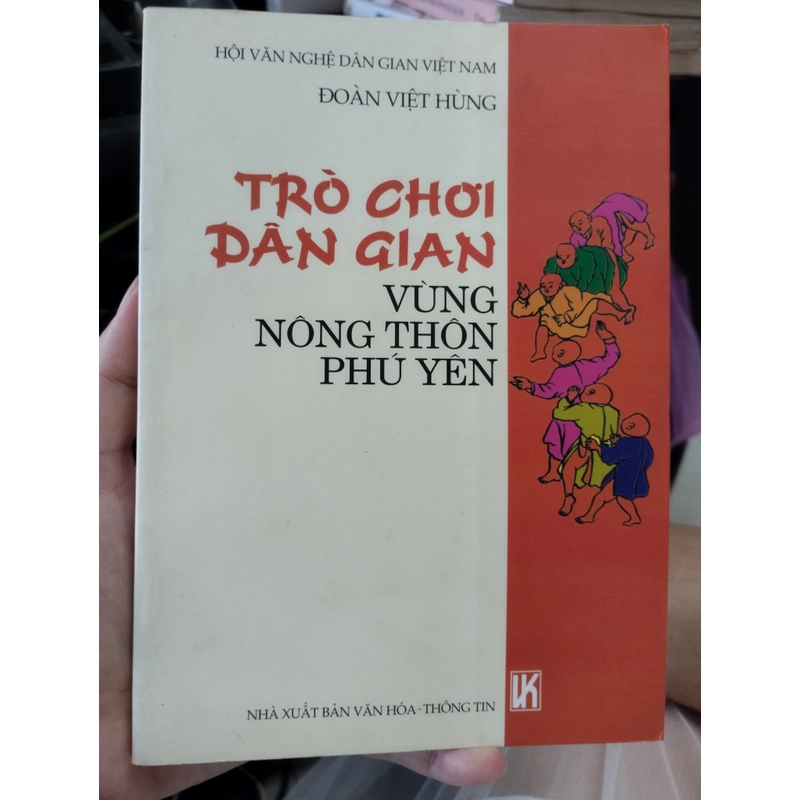 HỘI VĂN NGHỆ DÂN GIAN VIỆT NAM
ĐOÀN VIỆT HÙNG
TRÒ CHƠI
DÂN GIAN
VÙNG
NÔNG THÔN
PHÚ YÊN
NHÀ XUẤT BẢN VĂN HÓA - THÔNG TIN